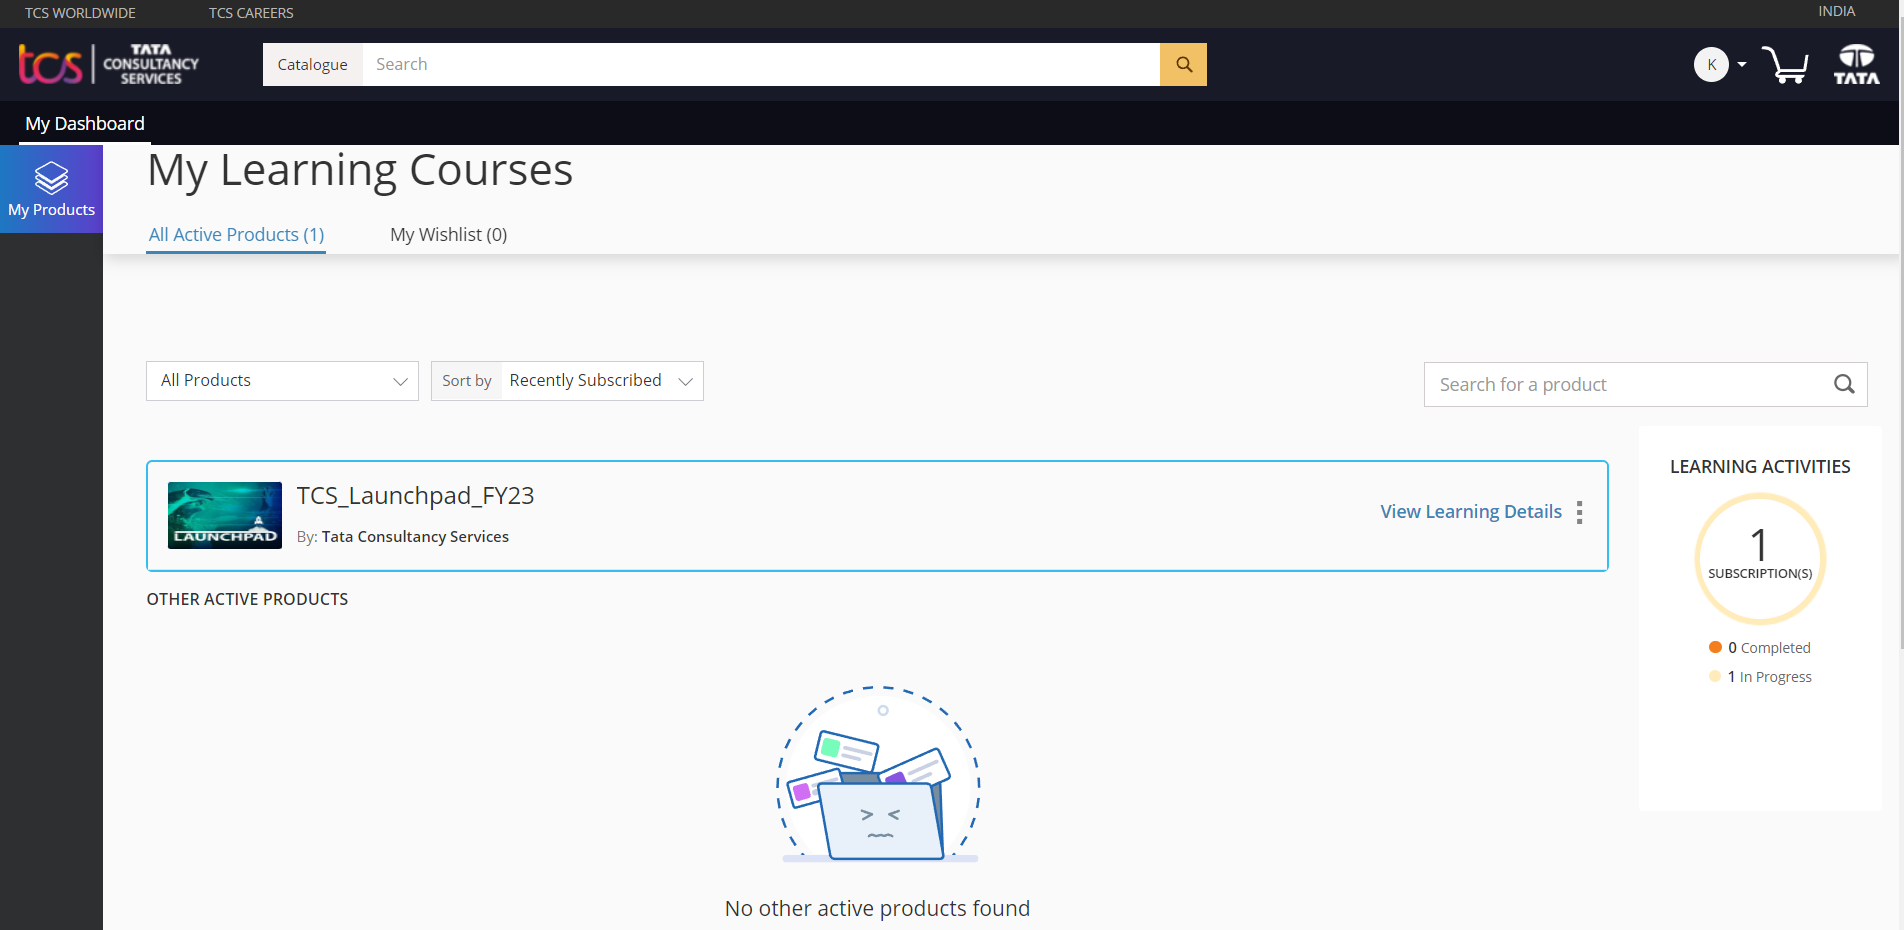 TCS WORLDWIDE TCS CAREERS INDIA
tcs TATA CONSULTANCY SERVICES
Catalogue Search
K
TATA
My Dashboard
My Products
My Learning Courses
All Active Products (1) My Wishlist (0)
All Products
Sort by Recently Subscribed
Search for a product
LAUNCHPAD
TCS_Launchpad_FY23
By: Tata Consultancy Services
View Learning Details
OTHER ACTIVE PRODUCTS
No other active products found
LEARNING ACTIVITIES
1
SUBSCRIPTION(S)
0 Completed
1 In Progress